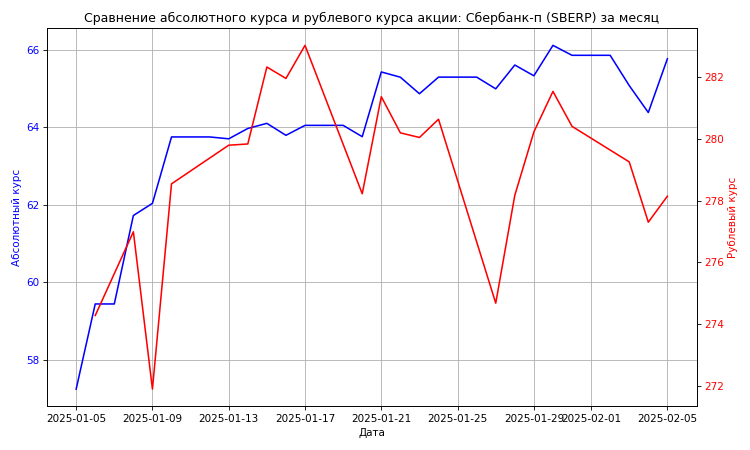 Сравнение абсолютного курса и рублевого курса акции: Сбербанк-п (SBERP) за месяц
66
64
62
60
58
Абсолютный курс
282
280
278
276
274
272
Рублевый курс
2025-01-05 2025-01-09 2025-01-13 2025-01-17 2025-01-21 2025-01-25 2025-01-29 2025-02-01 2025-02-05
Дата